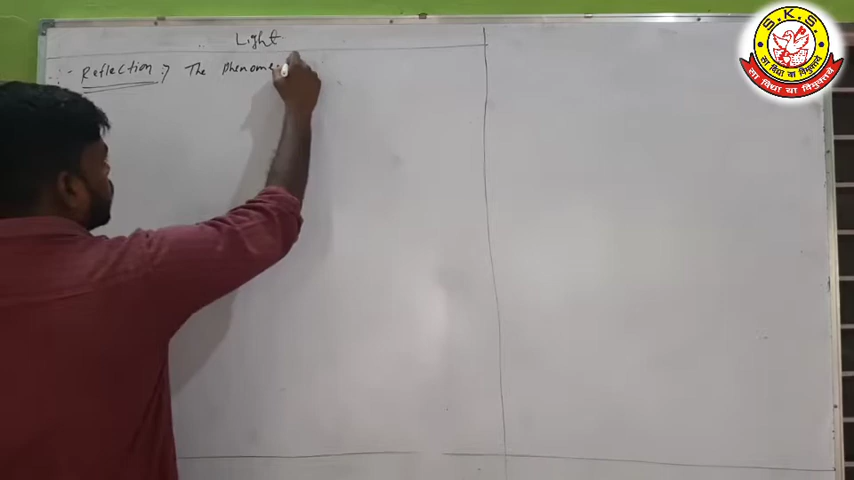 Light
Reflection :→ The phenome
S.K.S
सा विद्या या विमुक्तये